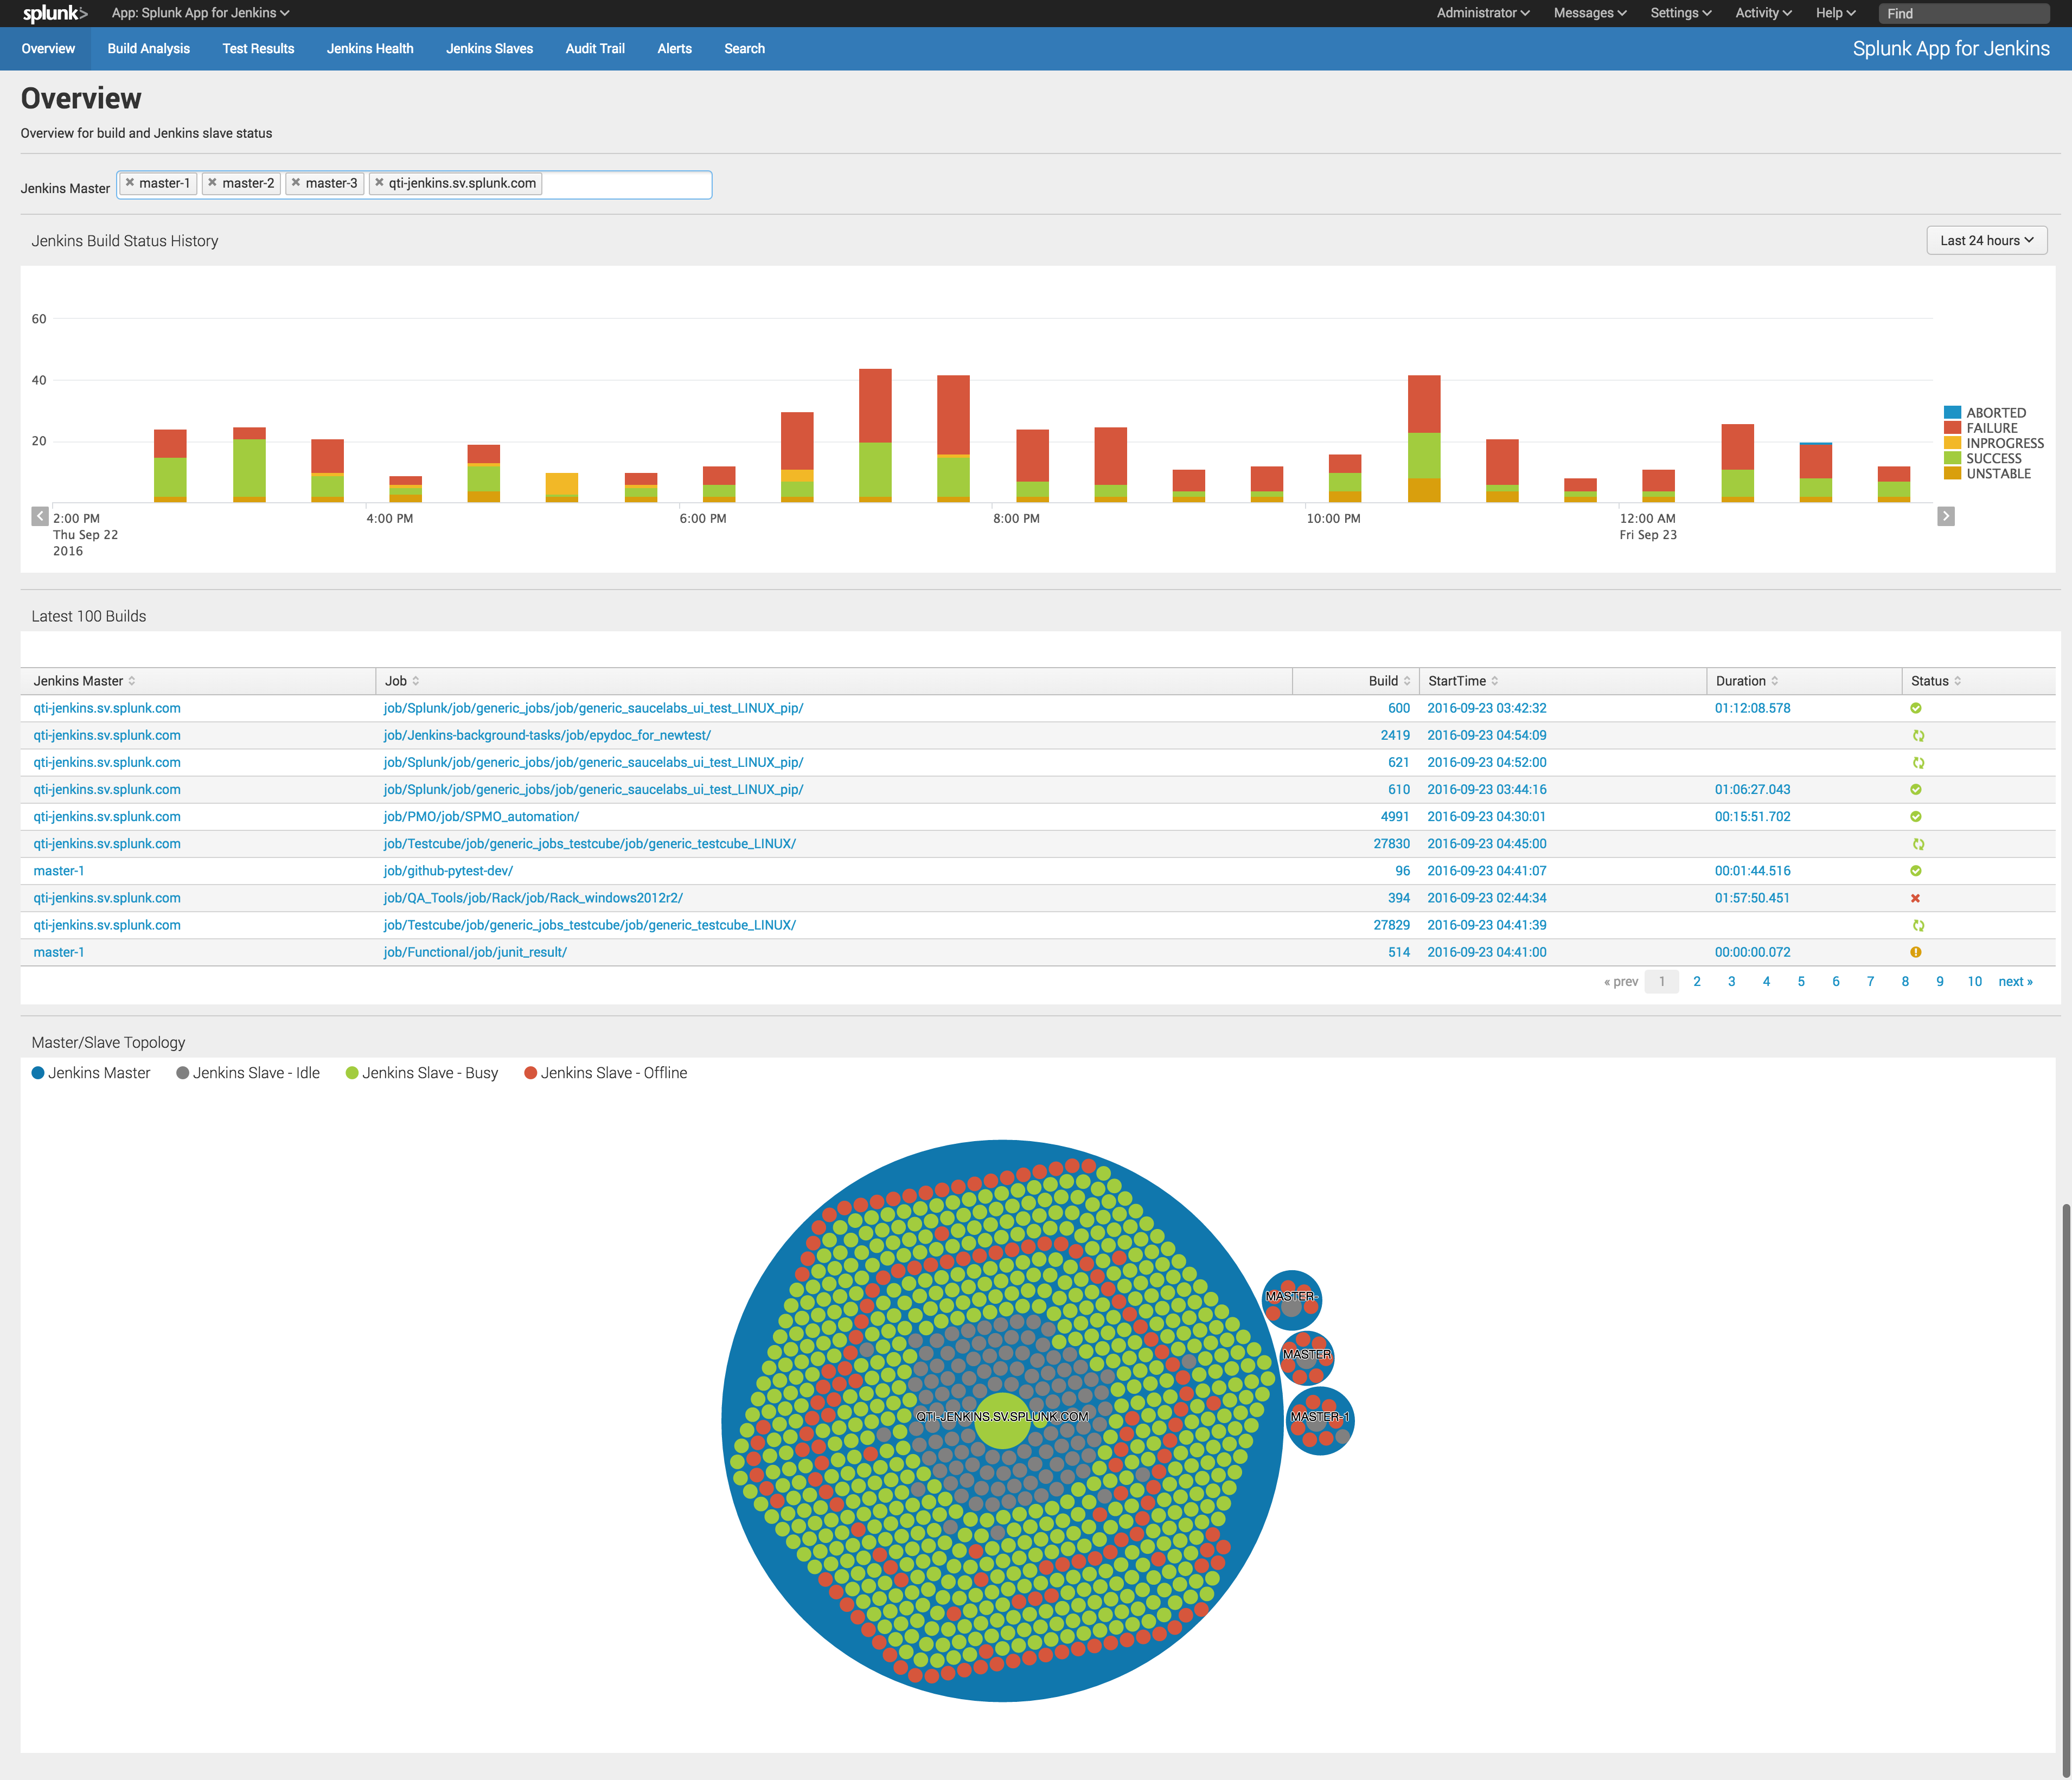 splunk> App: Splunk App for Jenkins Administrator Messages Settings Activity Help Find
Overview Build Analysis Test Results Jenkins Health Jenkins Slaves Audit Trail Alerts Search Splunk App for Jenkins
Overview
Overview for build and Jenkins slave status
Jenkins Master master-1 master-2 master-3 qti-jenkins.sv.splunk.com
Jenkins Build Status History Last 24 hours
60
40
20
ABORTED
FAILURE
INPROGRESS
SUCCESS
UNSTABLE
2:00 PM 4:00 PM 6:00 PM 8:00 PM 10:00 PM 12:00 AM
Thu Sep 22 Fri Sep 23
2016
Latest 100 Builds
Jenkins Master Job Build StartTime Duration Status
qti-jenkins.sv.splunk.com job/Splunk/job/generic_jobs/job/generic_saucelabs_ui_test_LINUX_pip/ 600 2016-09-23 03:42:32 01:12:08.578
qti-jenkins.sv.splunk.com job/Jenkins-background-tasks/job/epydoc_for_newtest/ 2419 2016-09-23 04:54:09
qti-jenkins.sv.splunk.com job/Splunk/job/generic_jobs/job/generic_saucelabs_ui_test_LINUX_pip/ 621 2016-09-23 04:52:00
qti-jenkins.sv.splunk.com job/Splunk/job/generic_jobs/job/generic_saucelabs_ui_test_LINUX_pip/ 610 2016-09-23 03:44:16 01:06:27.043
qti-jenkins.sv.splunk.com job/PMO/job/SPMO_automation/ 4991 2016-09-23 04:30:01 00:15:51.702
qti-jenkins.sv.splunk.com job/Testcube/job/generic_jobs_testcube/job/generic_testcube_LINUX/ 27830 2016-09-23 04:45:00
master-1 job/github-pytest-dev/ 96 2016-09-23 04:41:07 00:01:44.516
qti-jenkins.sv.splunk.com job/QA_Tools/job/Rack/job/Rack_windows2012r2/ 394 2016-09-23 02:44:34 01:57:50.451
qti-jenkins.sv.splunk.com job/Testcube/job/generic_jobs_testcube/job/generic_testcube_LINUX/ 27829 2016-09-23 04:41:39
master-1 job/Functional/job/junit_result/ 514 2016-09-23 04:41:00 00:00:00.072
« prev 1 2 3 4 5 6 7 8 9 10 next »
Master/Slave Topology
Jenkins Master Jenkins Slave - Idle Jenkins Slave - Busy Jenkins Slave - Offline
MASTER-
MASTER
QTI-JENKINS.SV.SPLUNK.COM MASTER-1